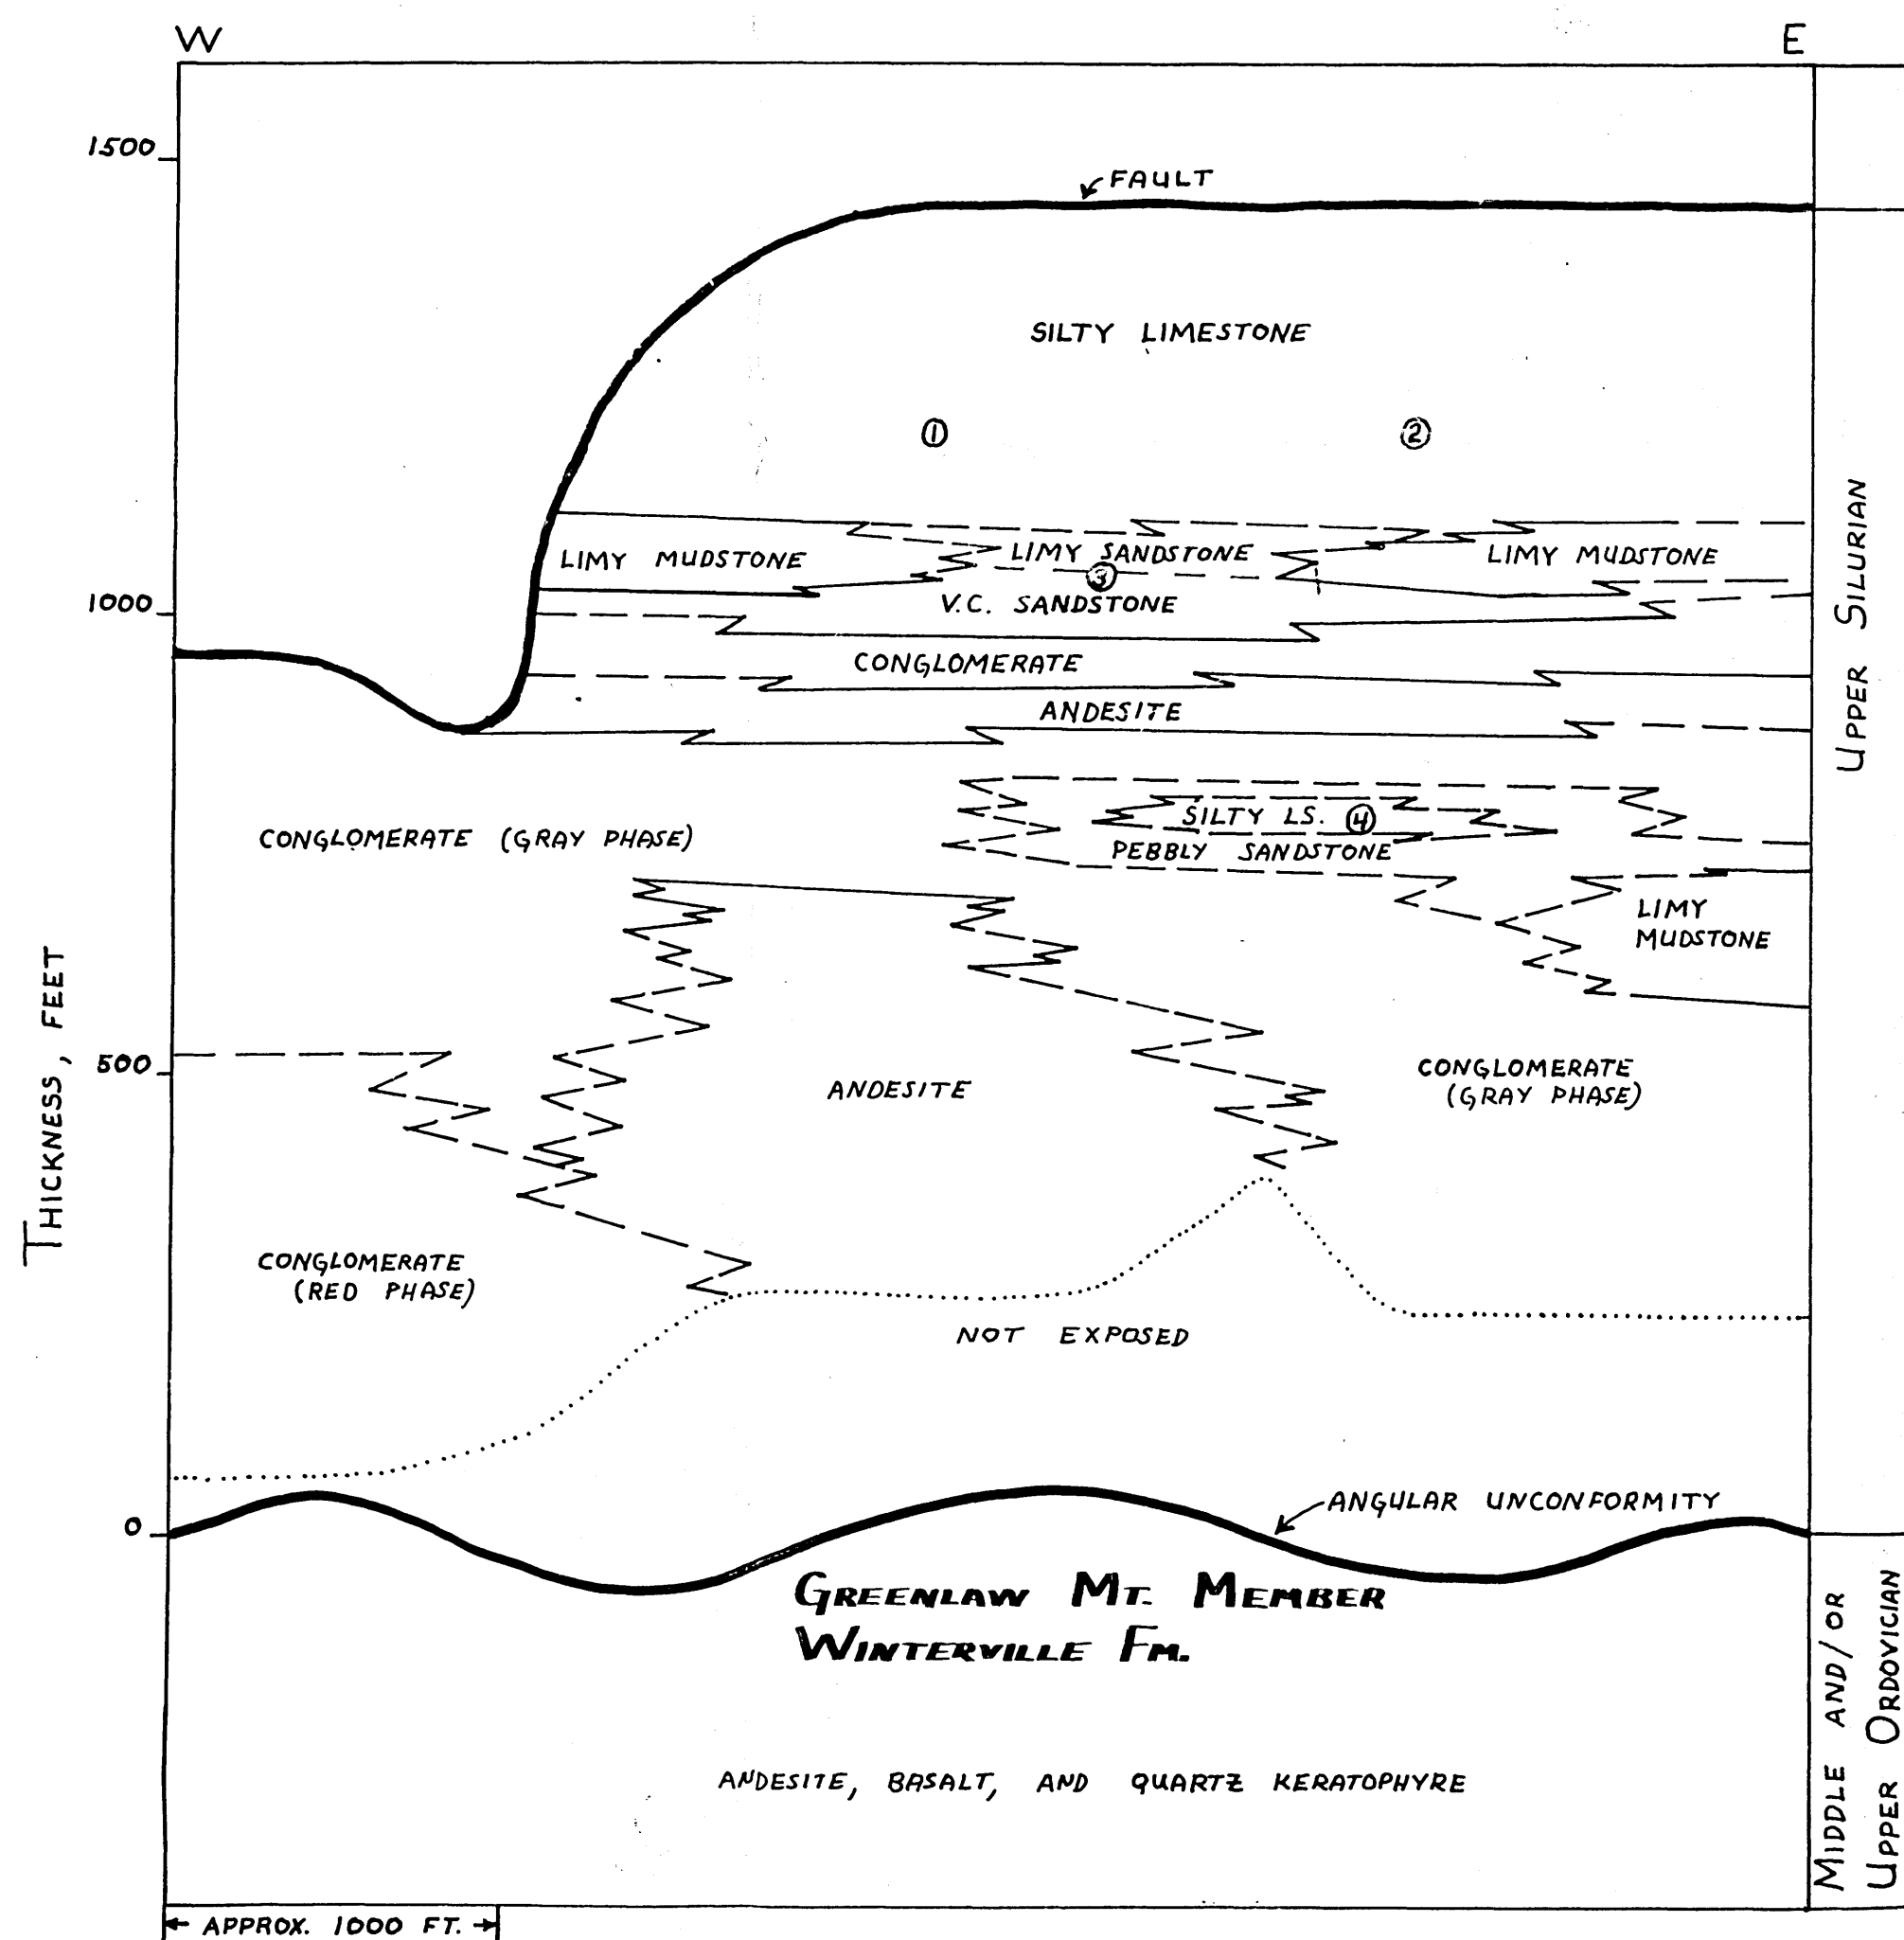 W
E
1500
FAULT
SILTY LIMESTONE
① ②
LIMY MUDSTONE
LIMY SANDSTONE
LIMY MUDSTONE
③
1000
V.C. SANDSTONE
CONGLOMERATE
ANDESITE
UPPER SILURIAN
SILTY LS. ④
CONGLOMERATE (GRAY PHASE)
PEBBLY SANDSTONE
LIMY
MUDSTONE
THICKNESS, FEET
500
ANDESITE
CONGLOMERATE
(GRAY PHASE)
CONGLOMERATE
(RED PHASE)
NOT EXPOSED
ANGULAR UNCONFORMITY
0
GREENLAW MT. MEMBER
WINTERVILLE FM.
MIDDLE AND/OR
UPPER ORDOVICIAN
ANDESITE, BASALT, AND QUARTZ KERATOPHYRE
APPROX. 1000 FT.